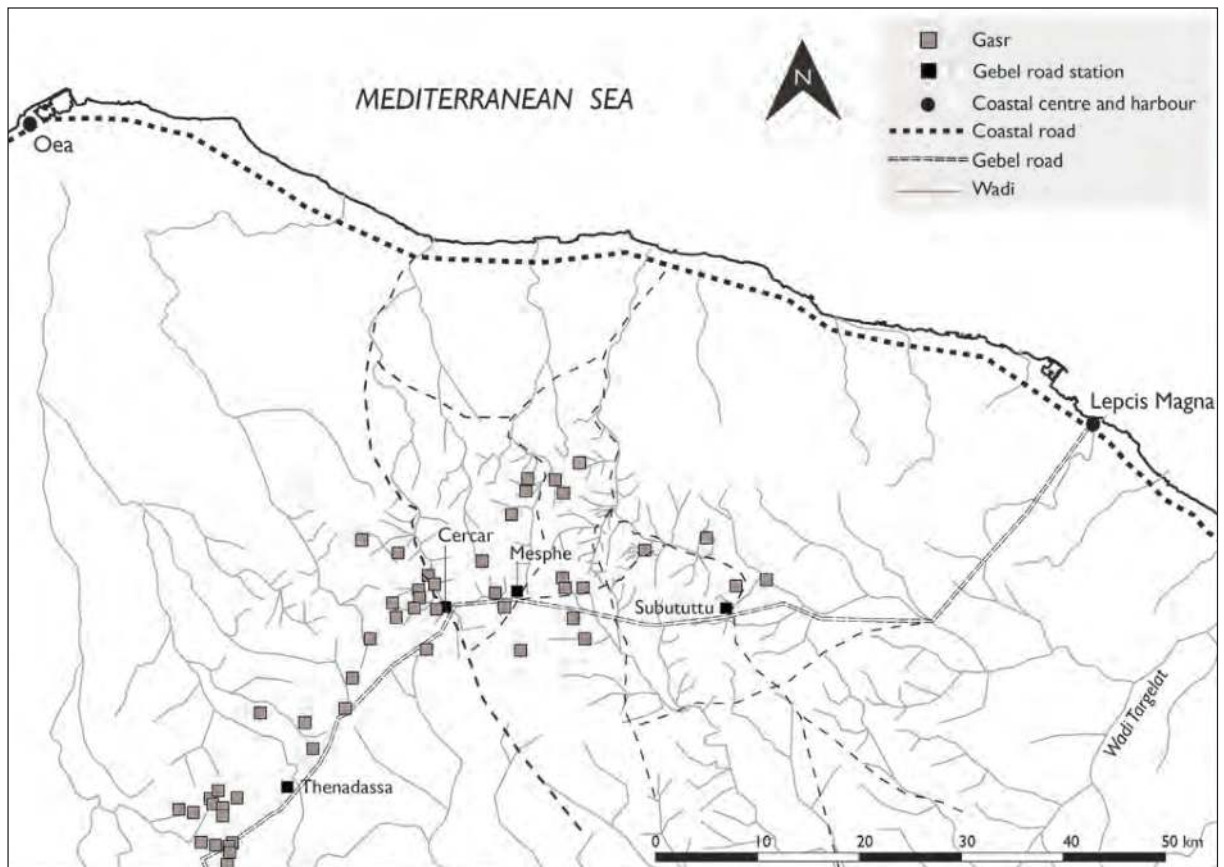 Gasr
Gebel road station
Coastal centre and harbour
Coastal road
Gebel road
Wadi
N
MEDITERRANEAN SEA
Oea
Lepcis Magna
Cercar
Mesphe
Subututtu
Wadi Targelat
Thenadassa
0 10 20 30 40 50 km